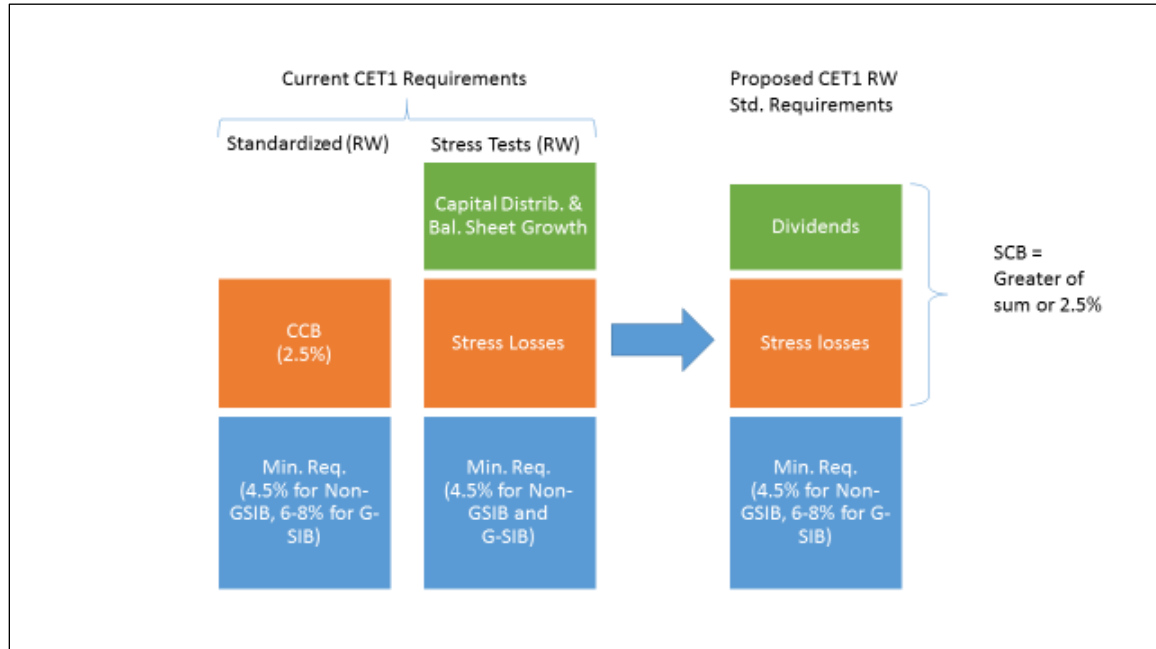 Current CET1 Requirements
Proposed CET1 RW
Std. Requirements
Standardized (RW)
Stress Tests (RW)
Capital Distrib. &
Bal. Sheet Growth
Dividends
SCB =
Greater of
sum or 2.5%
CCB
(2.5%)
Stress Losses
Stress losses
Min. Req.
(4.5% for Non-
GSIB, 6-8% for G-
SIB)
Min. Req.
(4.5% for Non-
GSIB and
G-SIB)
Min. Req.
(4.5% for Non-
GSIB, 6-8% for G-
SIB)